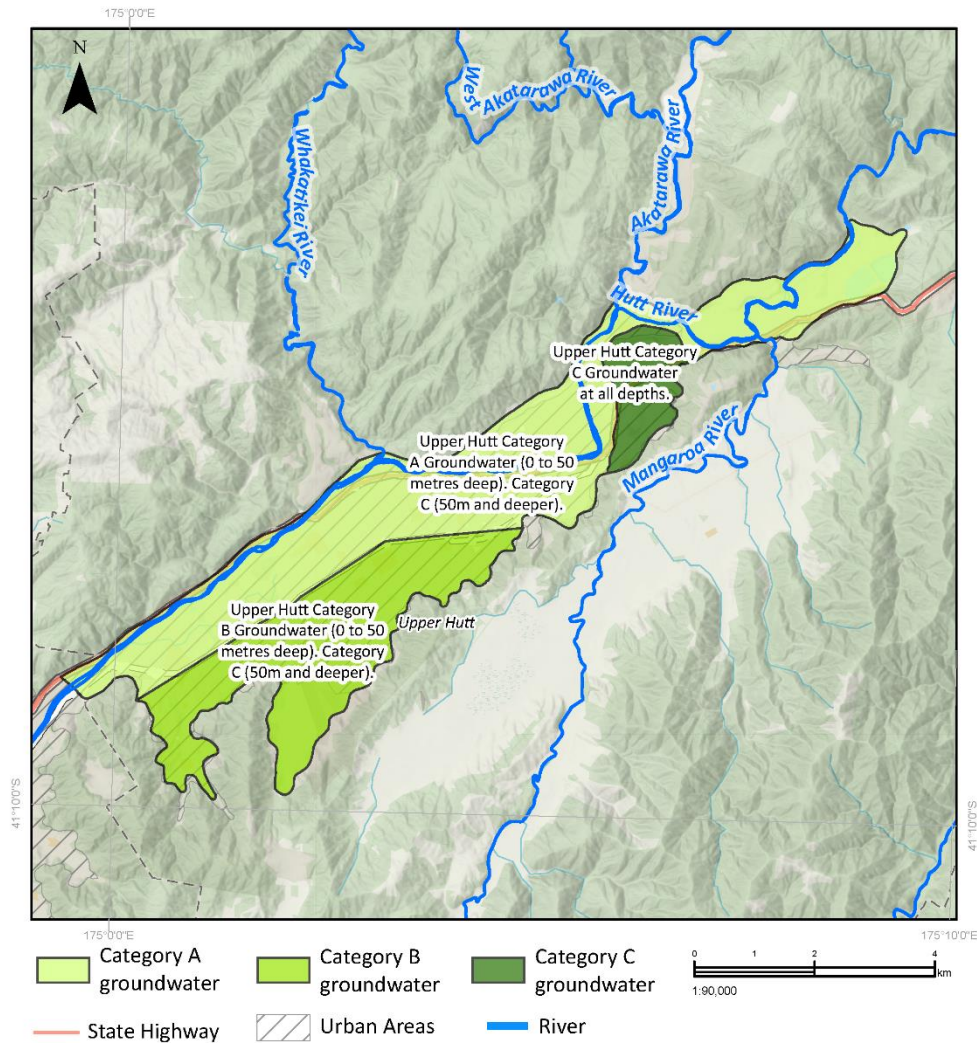 175°0'0"E
N
West
Akatarawa River
Whakatikei River
Akatarawa River
Hutt River
Upper Hutt Category
C Groundwater
at all depths.
Mangaroa River
Upper Hutt Category
A Groundwater (0 to 50
metres deep). Category
C (50m and deeper).
Upper Hutt Category
B Groundwater (0 to 50
metres deep). Category
C (50m and deeper).
Upper Hutt
41°10'0"S
41°10'0"S
175°0'0"E
175°10'0"E
Category A
groundwater
Category B
groundwater
Category C
groundwater
0 1 2 4
km
1:90,000
State Highway
Urban Areas
River